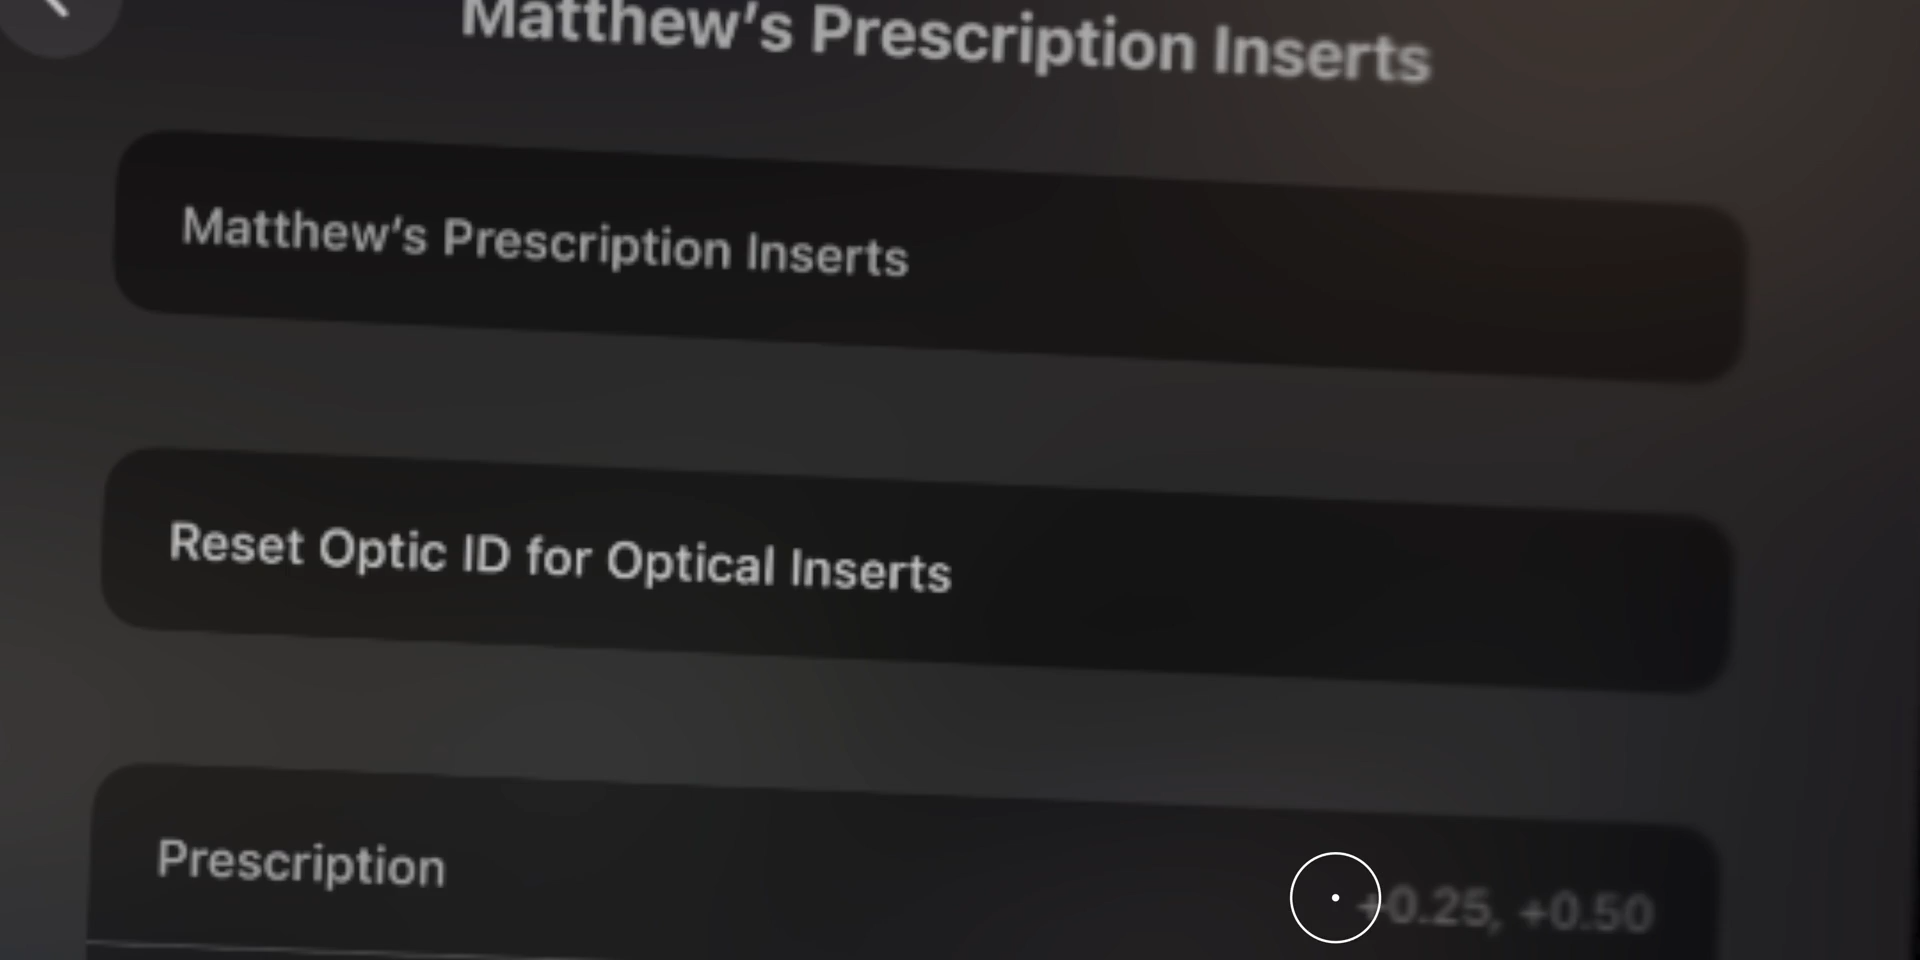 Matthew’s Prescription Inserts
Matthew’s Prescription Inserts
Reset Optic ID for Optical Inserts
Prescription +0.25, +0.50